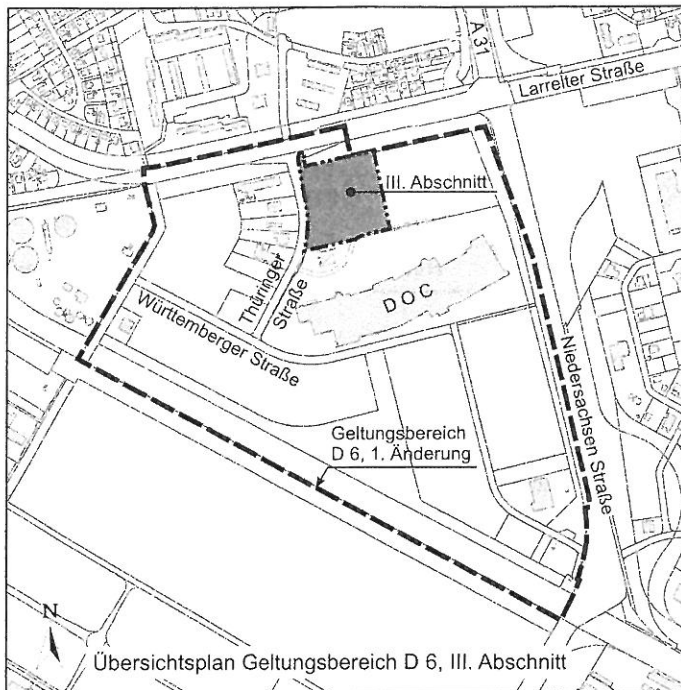 A 31
Larrelter Straße
III. Abschnitt
Thüringer
Straße
DOC
Württemberger Straße
Niedersachsen Straße
Geltungsbereich
D 6, 1. Änderung
N
Übersichtsplan Geltungsbereich D 6, III. Abschnitt